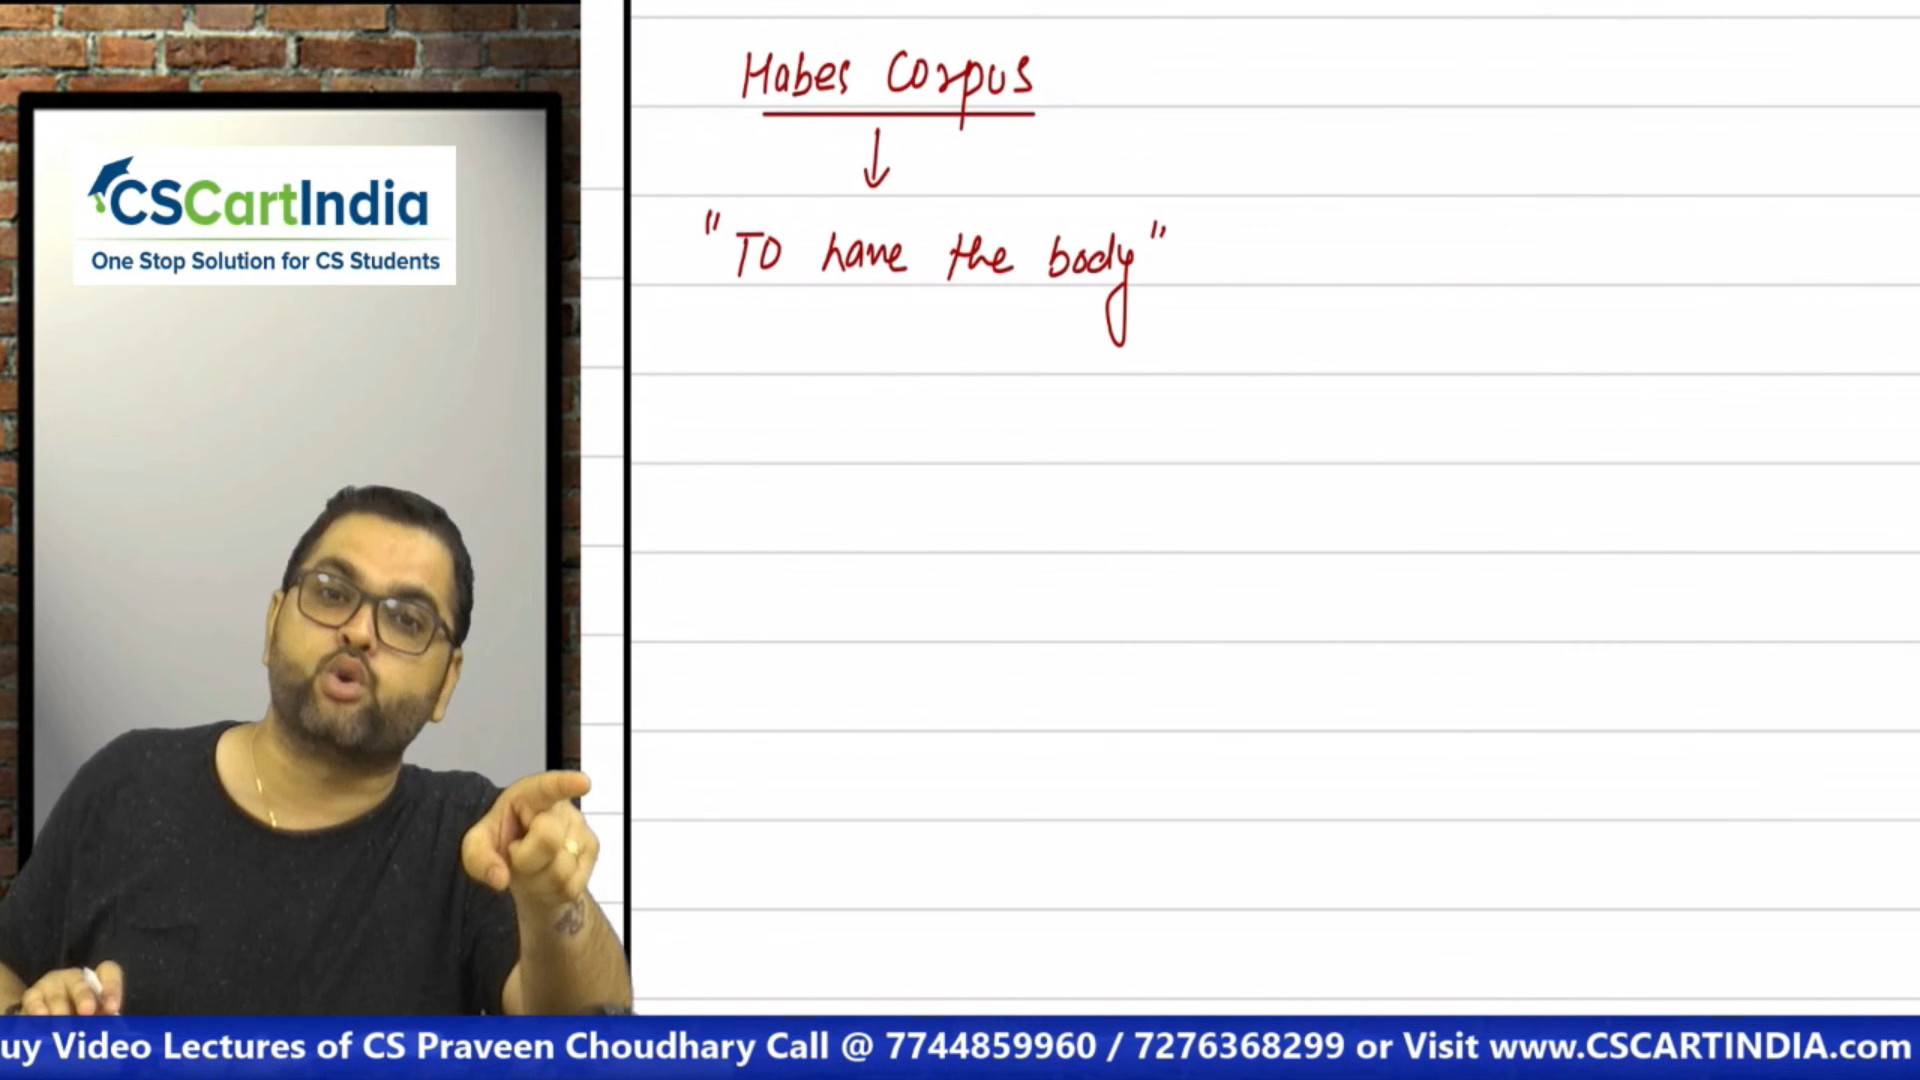 Habes Corpus
"To have the body"
CSCartIndia
One Stop Solution for CS Students
uy Video Lectures of CS Praveen Choudhary Call @ 7744859960 / 7276368299 or Visit www.CSCARTINDIA.com